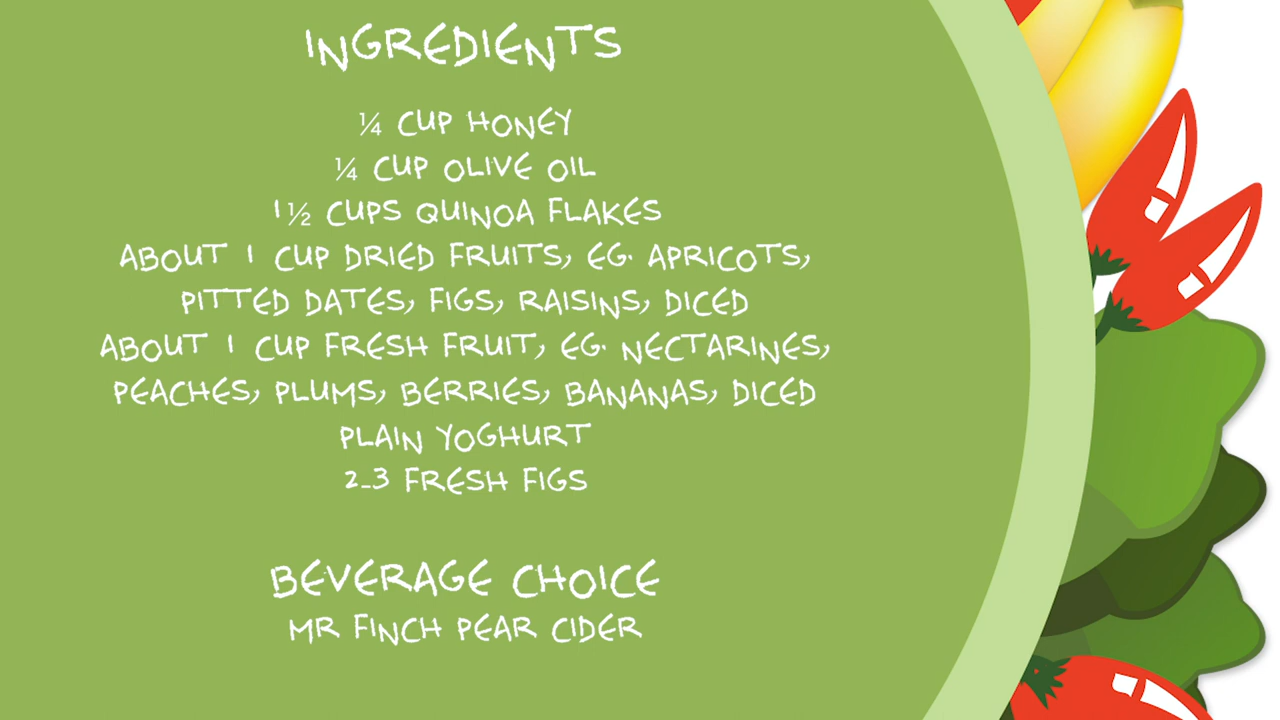 INGREDIENTS
¼ CUP HONEY
¼ CUP OLIVE OIL
1 ½ CUPS QUINOA FLAKES
ABOUT 1 CUP DRIED FRUITS, EG. APRICOTS,
PITTED DATES, FIGS, RAISINS, DICED
ABOUT 1 CUP FRESH FRUIT, EG. NECTARINES,
PEACHES, PLUMS, BERRIES, BANANAS, DICED
PLAIN YOGHURT
2-3 FRESH FIGS
BEVERAGE CHOICE
MR FINCH PEAR CIDER